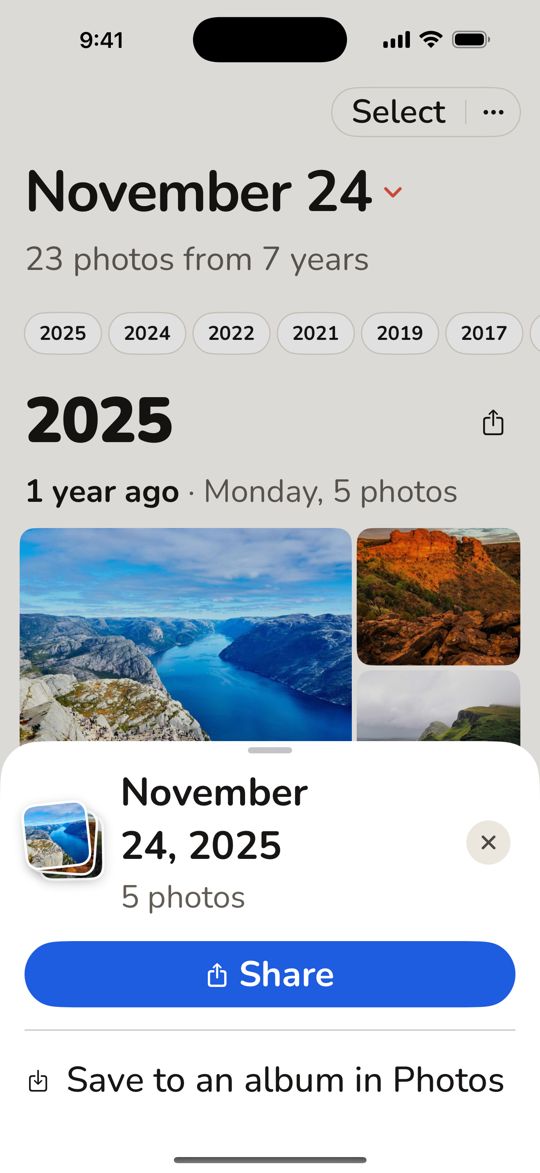 9:41
Select
November 24
23 photos from 7 years
2025 2024 2022 2021 2019 2017
2025
1 year ago · Monday, 5 photos
November
24, 2025
5 photos
Share
Save to an album in Photos